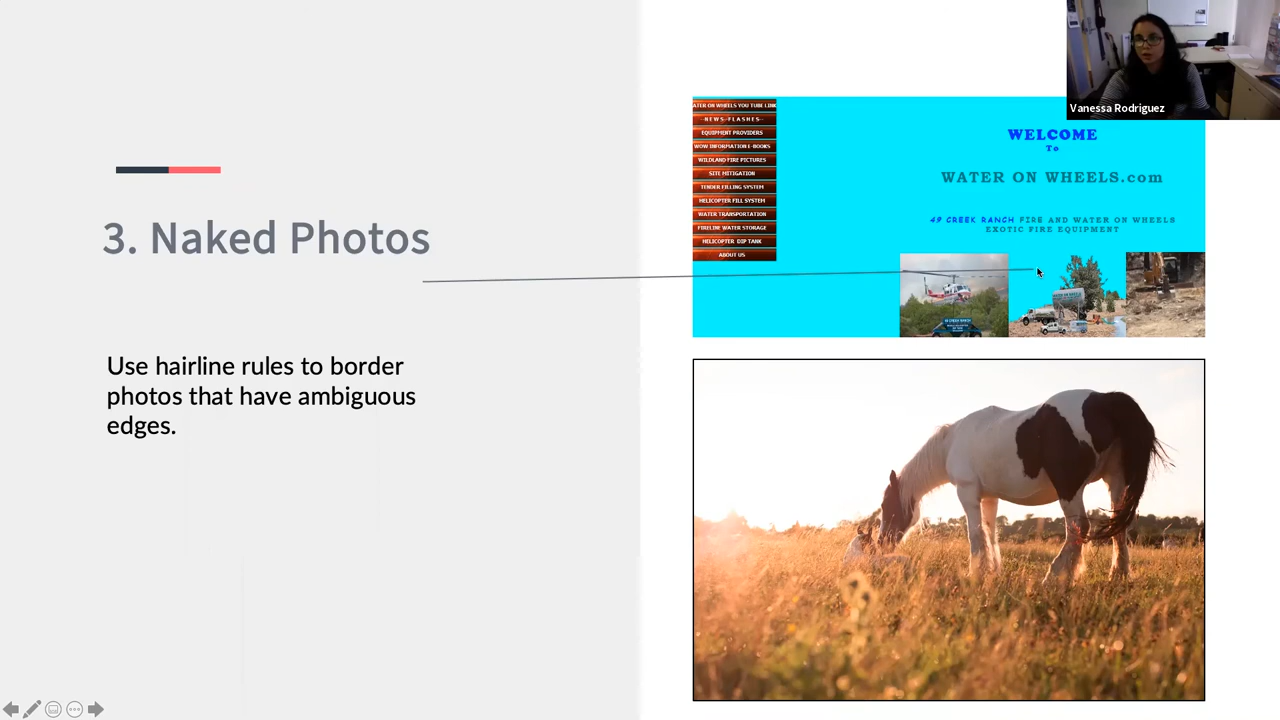 3. Naked Photos
Use hairline rules to border
photos that have ambiguous
edges.
Vanessa Rodriguez
ATER ON WHEELS YOU TUBE LINK
--N E W S--F L A S H E S--
EQUIPMENT PROVIDERS
WOW INFORMATION E-BOOKS
WILDLAND FIRE PICTURES
SITE MITIGATION
TENDER FILLING SYSTEM
HELICOPTER FILL SYSTEM
WATER TRANSPORTATION
FIRELINE WATER STORAGE
HELICOPTER DIP TANK
ABOUT US
WELCOME
To
WATER ON WHEELS.com
49 CREEK RANCH FIRE AND WATER ON WHEELS
EXOTIC FIRE EQUIPMENT